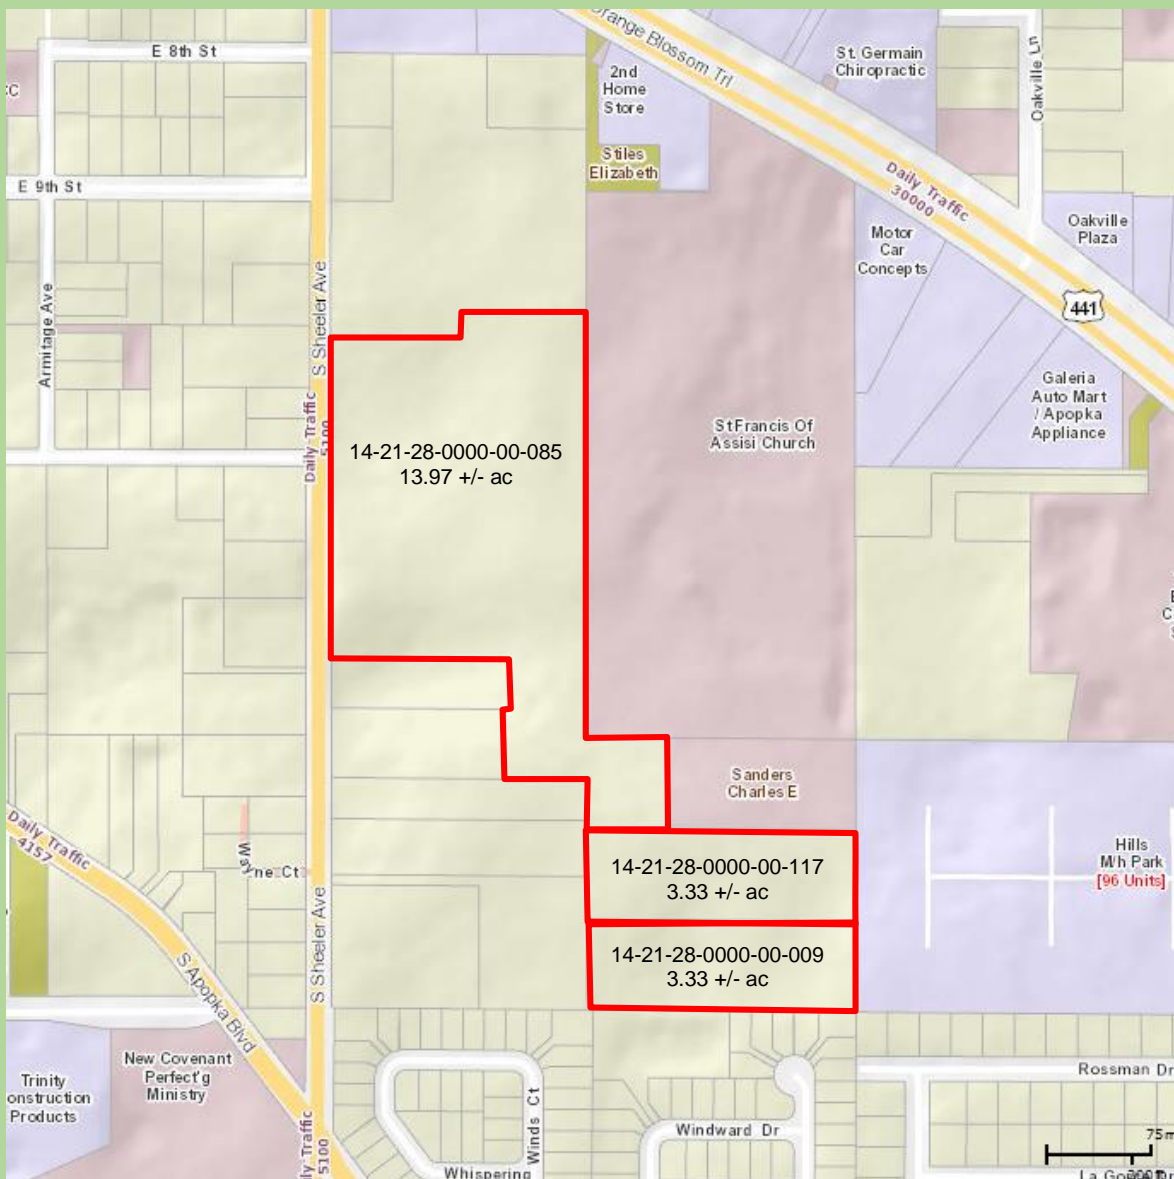 E 8th St
Orange Blossom Trl
St. Germain
Chiropractic
Oakville Ln
2nd
Home
Store
Stiles
Elizabeth
E 9th St
Daily Traffic
30000
Motor
Car
Concepts
Oakville
Plaza
441
Armitage Ave
S Sheeler Ave
Daily Traffic
5100
Galeria
Auto Mart
/ Apopka
Appliance
St Francis Of
Assisi Church
14-21-28-0000-00-085
13.97 +/- ac
Sanders
Charles E
Daily Traffic
4157
Wayne Ct
14-21-28-0000-00-117
3.33 +/- ac
Hills
M/h Park
[96 Units]
14-21-28-0000-00-009
3.33 +/- ac
S Sheeler Ave
S Apopka Blvd
New Covenant
Perfect'g
Ministry
Trinity
onstruction
Products
Rossman Dr
Winds Ct
Windward Dr
Whispering
ly Traffic
5100
75m